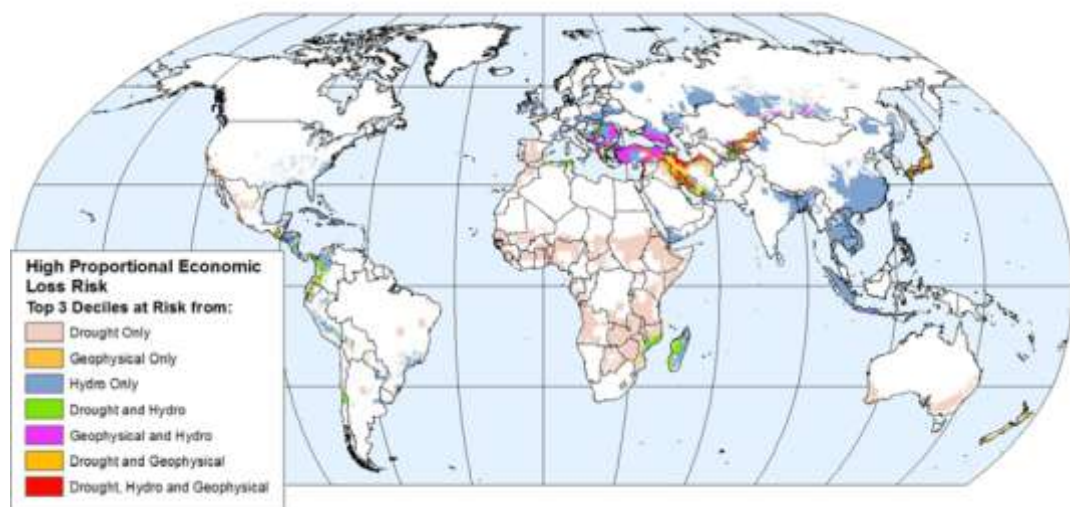 High Proportional Economic
Loss Risk
Top 3 Deciles at Risk from:
Drought Only
Geophysical Only
Hydro Only
Drought and Hydro
Geophysical and Hydro
Drought and Geophysical
Drought, Hydro and Geophysical